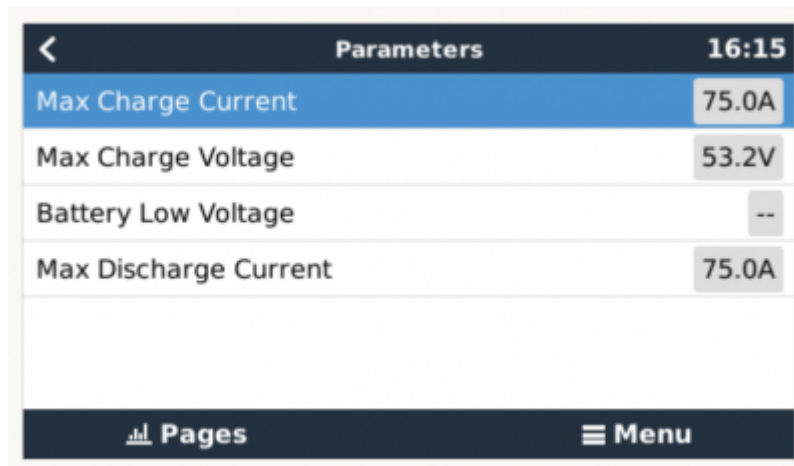 Parameters 16:15
Max Charge Current 75.0A
Max Charge Voltage 53.2V
Battery Low Voltage --
Max Discharge Current 75.0A
Pages Menu